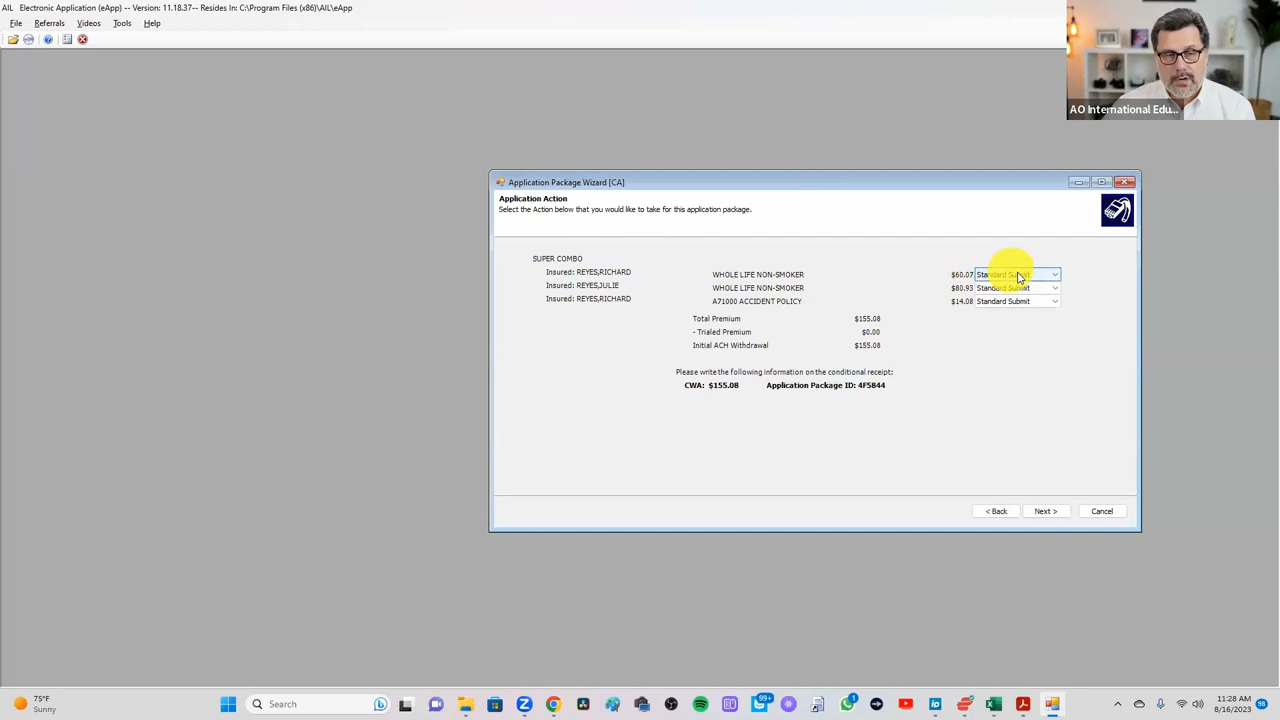 AIL Electronic Application (eApp) -- Version: 11.18.37-- Resides In: C:\Program Files (x86)\AIL\eApp
File Referrals Videos Tools Help
AO International Edu...
Application Package Wizard [CA]
Application Action
Select the Action below that you would like to take for this application package.
SUPER COMBO
Insured: REYES,RICHARD WHOLE LIFE NON-SMOKER $60.07 Standard Submit
Insured: REYES,JULIE WHOLE LIFE NON-SMOKER $80.93 Standard Submit
Insured: REYES,RICHARD A71000 ACCIDENT POLICY $14.08 Standard Submit
Total Premium $155.08
- Trialed Premium $0.00
Initial ACH Withdrawal $155.08
Please write the following information on the conditional receipt:
CWA: $155.08 Application Package ID: 4F5844
< Back Next > Cancel
75°F
Sunny
Search
99+
1
11:28 AM
8/16/2023
98